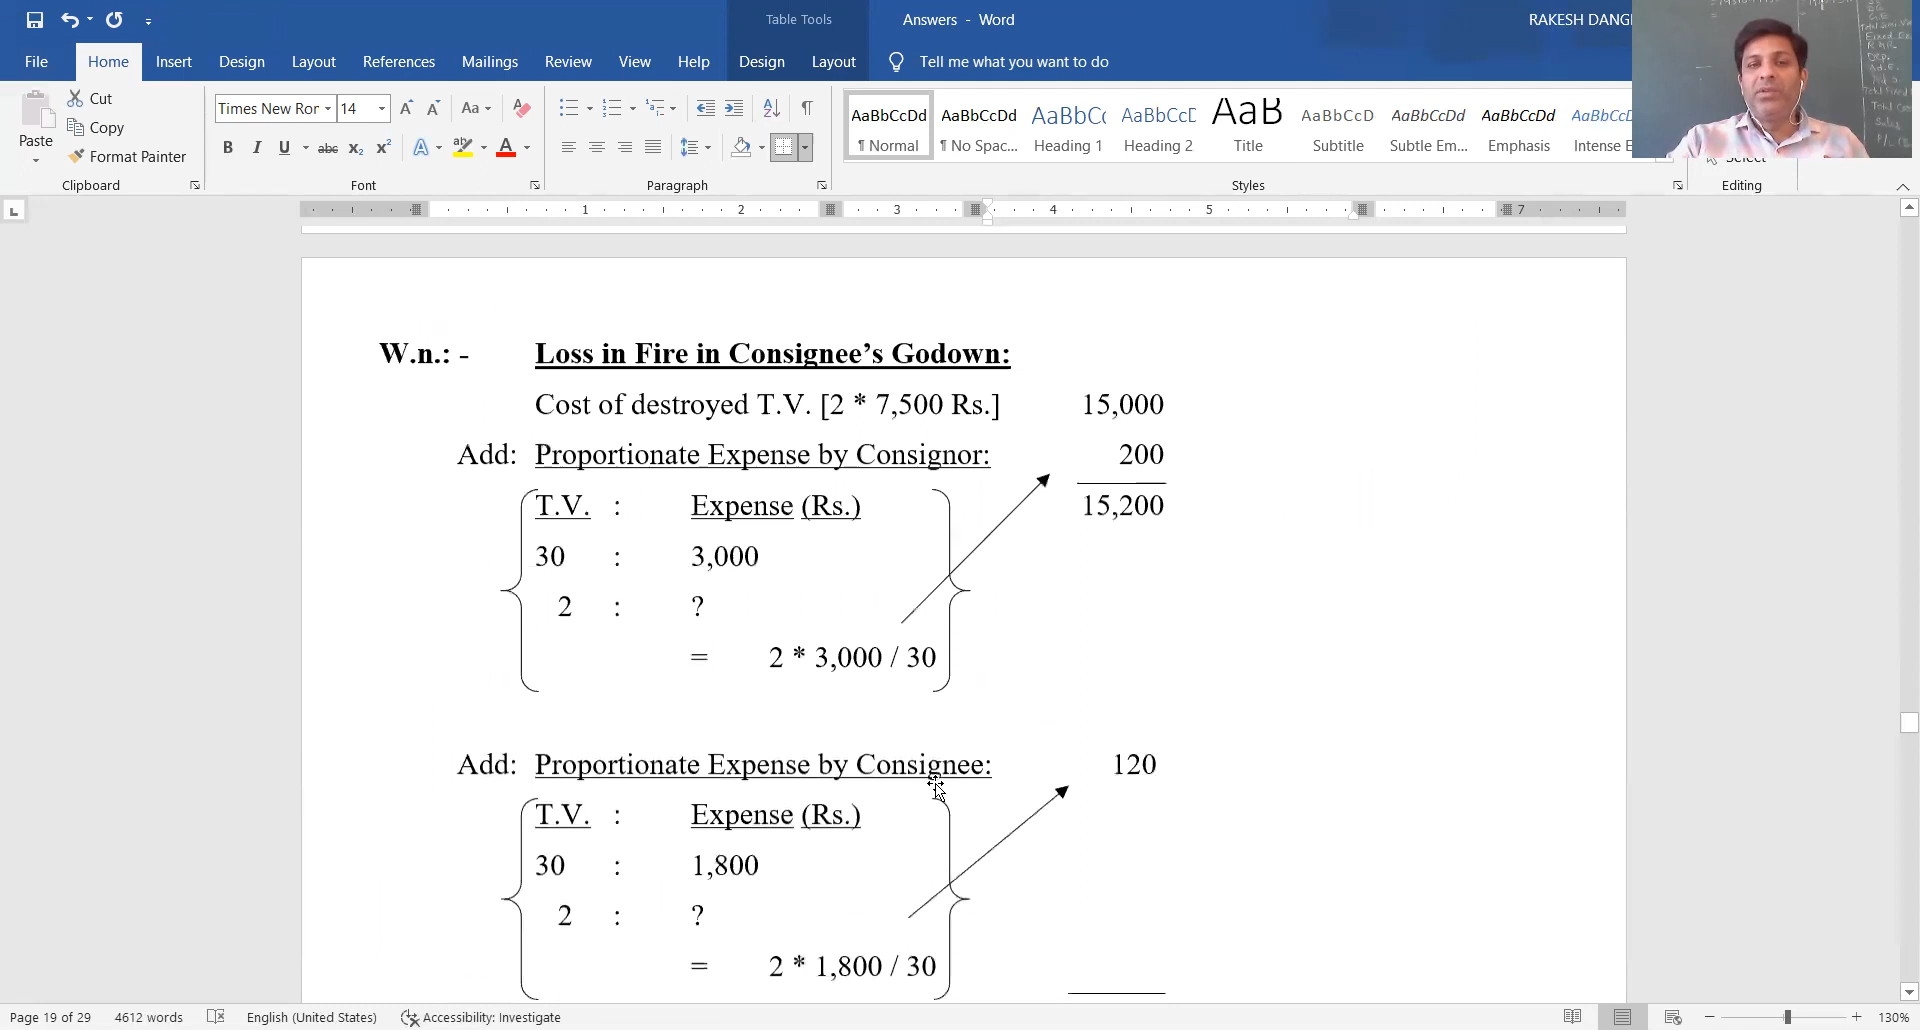 Table Tools
Answers - Word
File
Home
Insert
Design
Layout
References
Mailings
Review
View
Help
Design
Layout
Tell me what you want to do
Paste
Cut
Copy
Format Painter
Clipboard
Times New Ror
14
Font
Paragraph
AaBbCcDd
¶ Normal
AaBbCcDd
¶ No Spac...
AaBbCc
Heading 1
AaBbCcD
Heading 2
AaB
Title
AaBbCcD
Subtitle
AaBbCcDd
Subtle Em...
AaBbCcDd
Emphasis
Styles
Editing
1 2 3 4 5 7
W.n.: - Loss in Fire in Consignee’s Godown:
Cost of destroyed T.V. [2 * 7,500 Rs.] 15,000
Add: Proportionate Expense by Consignor: 200
T.V. : Expense (Rs.) 15,200
30 : 3,000
2 : ?
= 2 * 3,000 / 30
Add: Proportionate Expense by Consignee: 120
T.V. : Expense (Rs.)
30 : 1,800
2 : ?
= 2 * 1,800 / 30
Page 19 of 29
4612 words
English (United States)
Accessibility: Investigate
130%